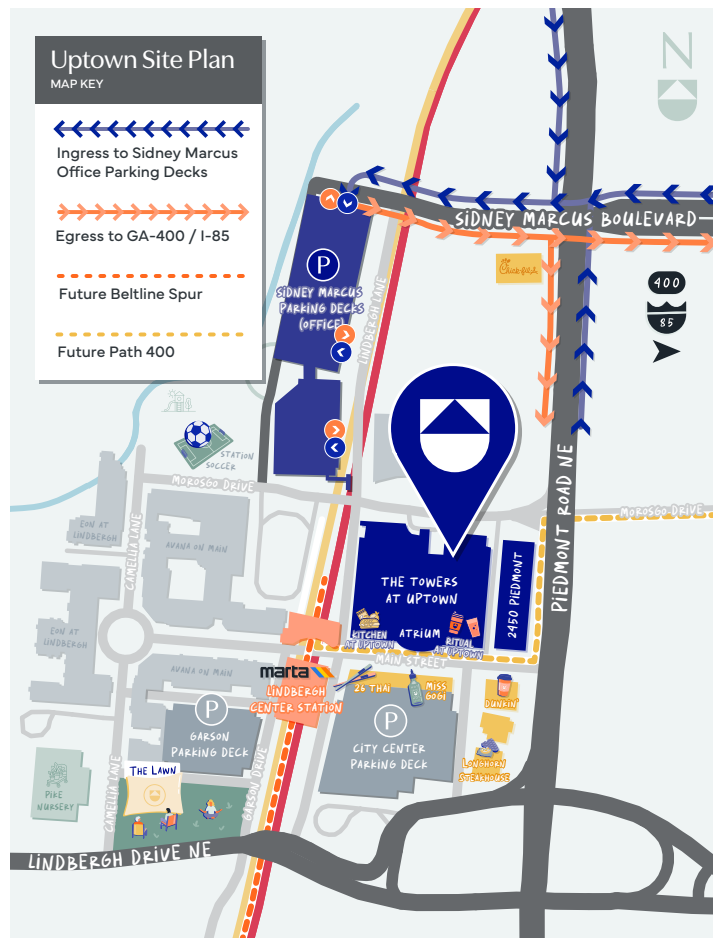 Uptown Site Plan
MAP KEY
Ingress to Sidney Marcus
Office Parking Decks
Egress to GA-400 / I-85
Future Beltline Spur
Future Path 400
N
SIDNEY MARCUS BOULEVARD
Chick-fil-A
400
85
P
SIDNEY MARCUS
PARKING DECKS
(OFFICE)
LINDBERGH LANE
STATION
SOCCER
MOROSGO DRIVE
MOROSGO DRIVE
PIEDMONT ROAD NE
EON AT
LINDBERGH
CAMELLIA LANE
AVANA ON MAIN
THE TOWERS
AT UPTOWN
2450 PIEDMONT
KITCHEN
AT UPTOWN
ATRIUM
RITUAL
AT UPTOWN
EON AT
LINDBERGH
AVANA ON MAIN
MAIN STREET
marta
LINDBERGH
CENTER STATION
26 THAI
MISS
GOGI
DUNKIN'
P
GARSON
PARKING DECK
P
CITY CENTER
PARKING DECK
LONGHORN
STEAKHOUSE
PIKE
NURSERY
CAMELLIA LANE
THE LAWN
GARSON DRIVE
LINDBERGH DRIVE NE